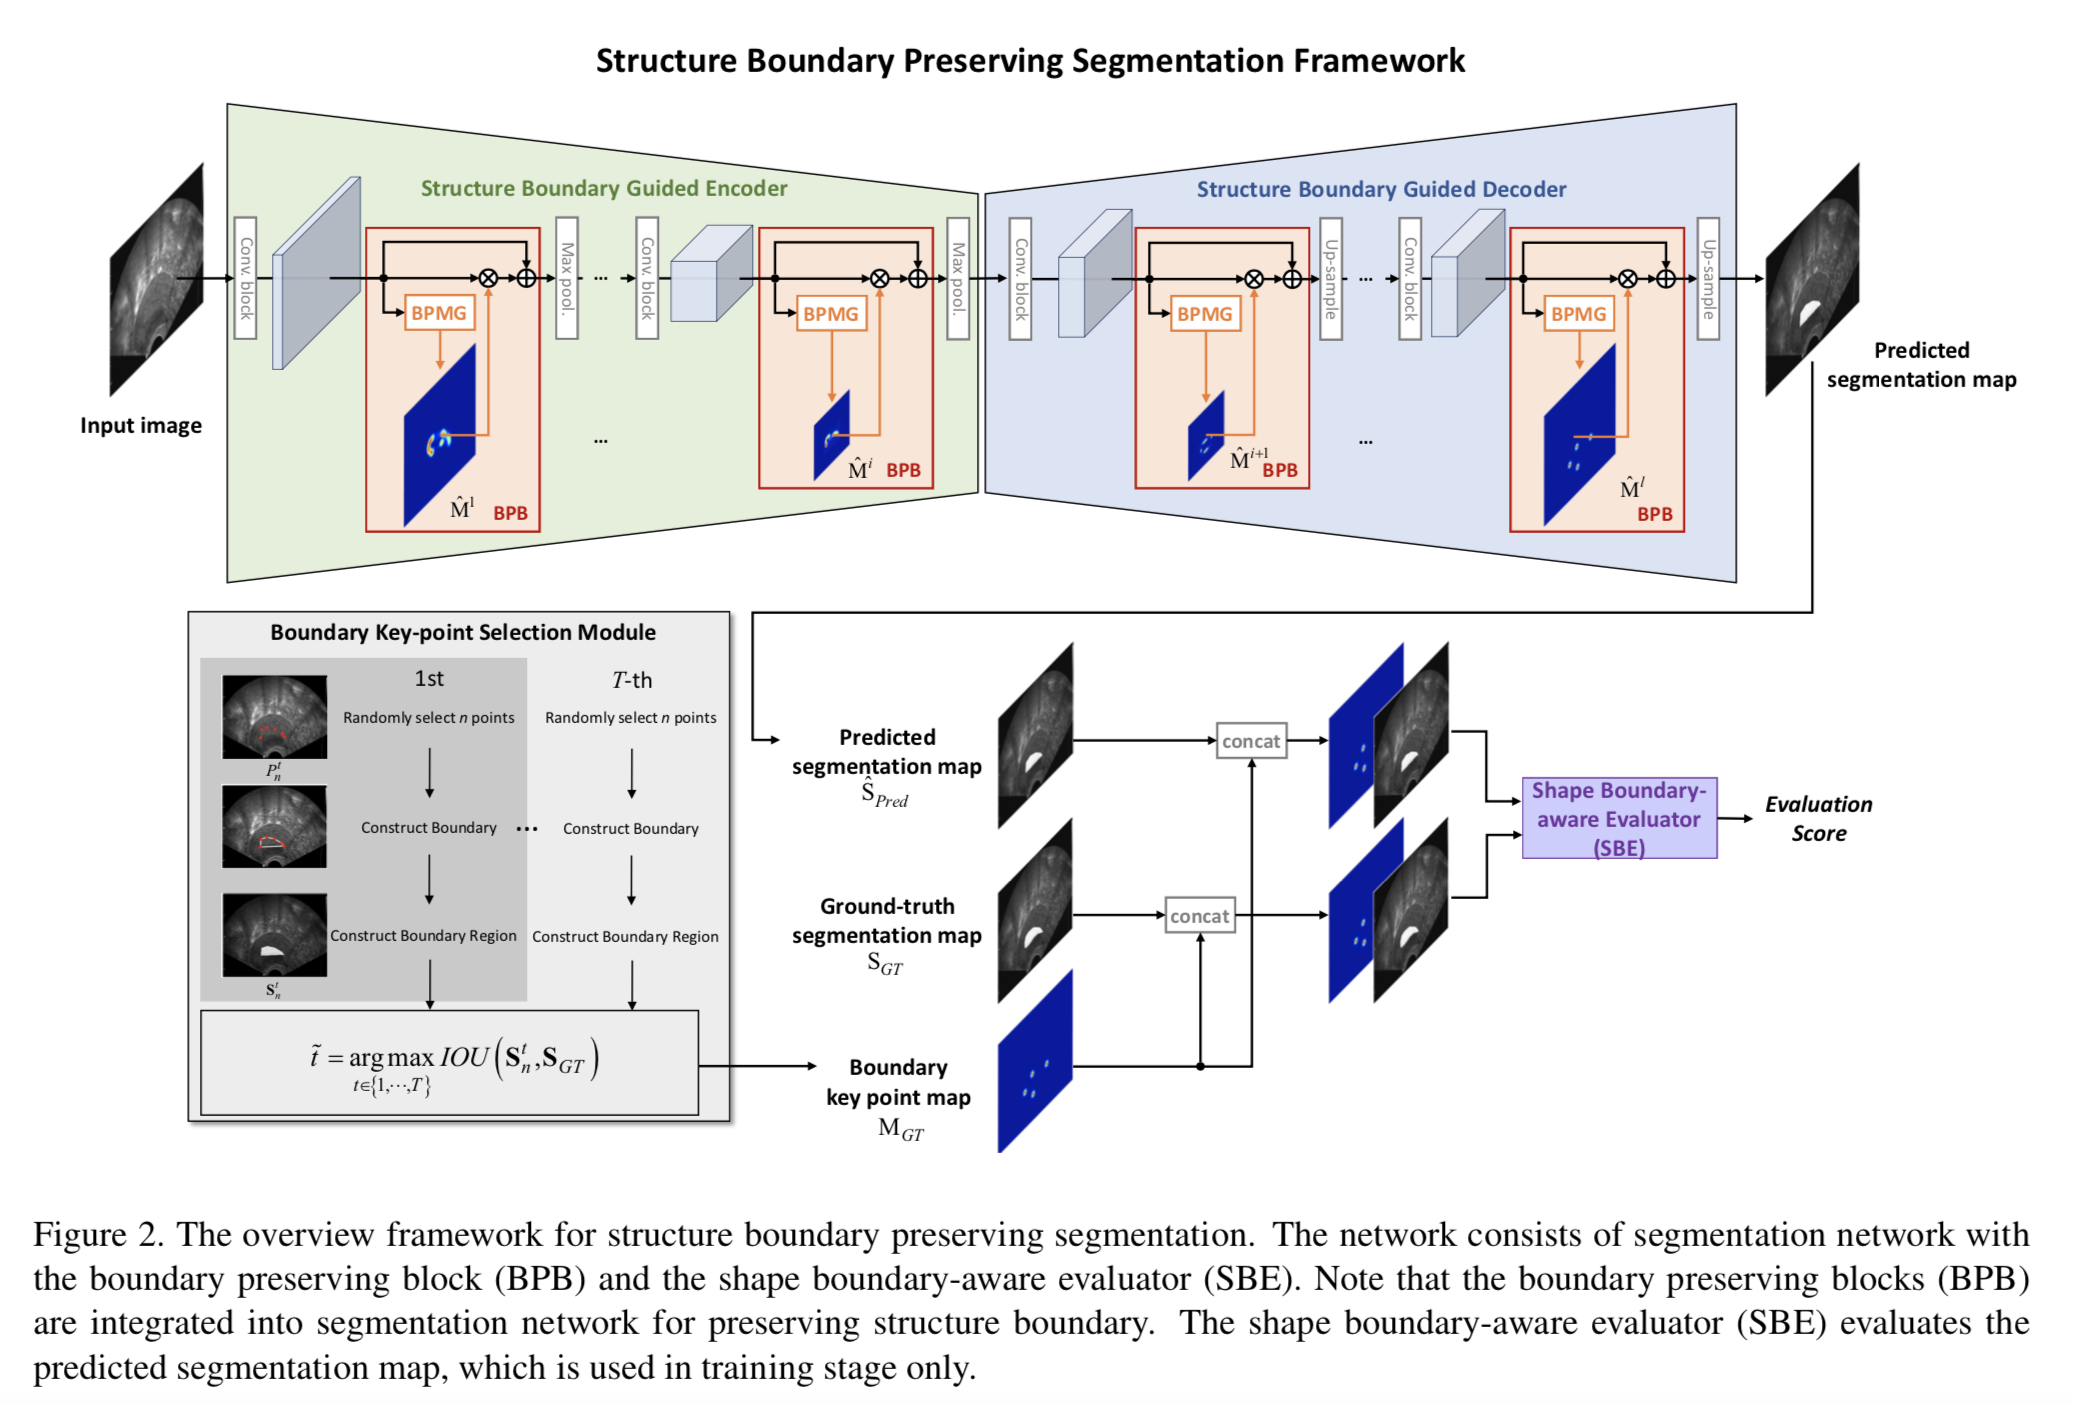 Structure Boundary Preserving Segmentation Framework
Structure Boundary Guided Encoder
Structure Boundary Guided Decoder
Input image
Conv. block
BPMG
M̂¹
BPB
Max pool.
...
...
Conv. block
BPMG
M̂ⁱ
BPB
Max pool.
Conv. block
BPMG
M̂ⁱ⁺¹
BPB
Up-sample
...
...
Conv. block
BPMG
M̂ˡ
BPB
Up-sample
Predicted
segmentation map
Boundary Key-point Selection Module
1st
T-th
Randomly select n points
Randomly select n points
Pₙᵗ
Construct Boundary
...
Construct Boundary
Construct Boundary Region
Construct Boundary Region
Sₙᵗ
t̃ = arg max IOU(Sₙᵗ, S_GT)
t∈{1,⋯,T}
Predicted
segmentation map
Ŝ_Pred
Ground-truth
segmentation map
S_GT
Boundary
key point map
M_GT
concat
concat
Shape Boundary-
aware Evaluator
(SBE)
Evaluation
Score
Figure 2. The overview framework for structure boundary preserving segmentation. The network consists of segmentation network with
the boundary preserving block (BPB) and the shape boundary-aware evaluator (SBE). Note that the boundary preserving blocks (BPB)
are integrated into segmentation network for preserving structure boundary. The shape boundary-aware evaluator (SBE) evaluates the
predicted segmentation map, which is used in training stage only.